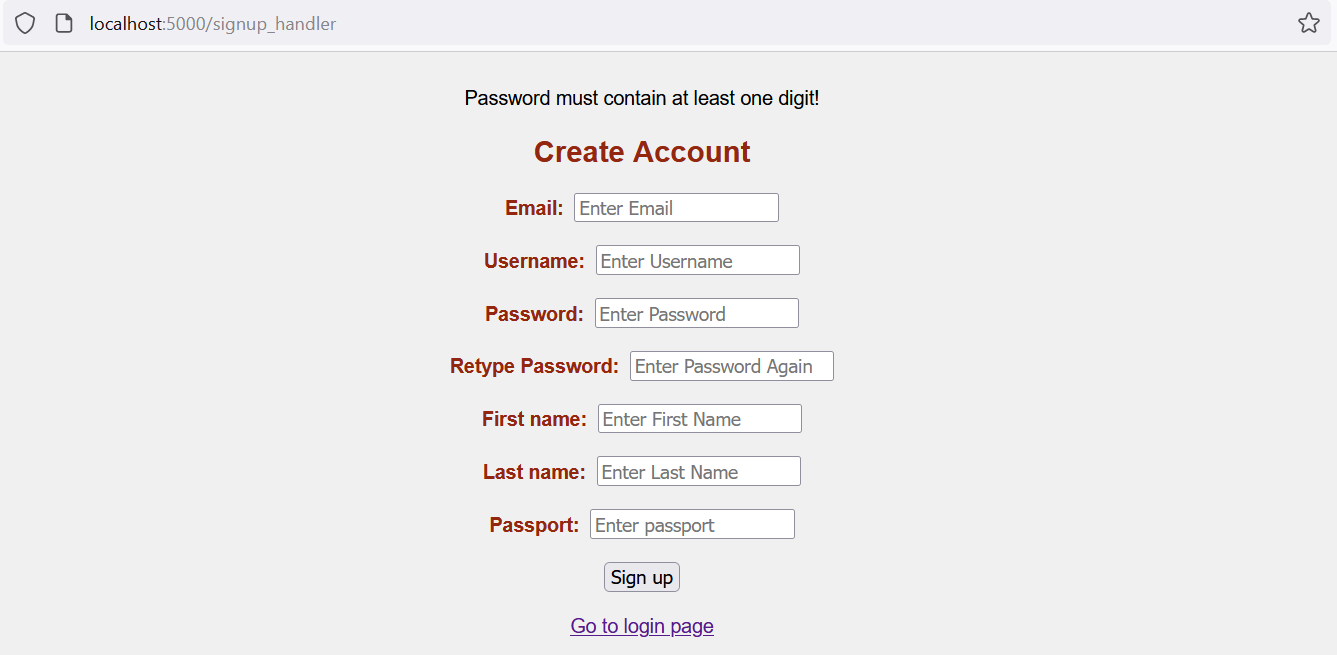 localhost:5000/signup_handler
Password must contain at least one digit!
Create Account
Email: Enter Email
Username: Enter Username
Password: Enter Password
Retype Password: Enter Password Again
First name: Enter First Name
Last name: Enter Last Name
Passport: Enter passport
Sign up
Go to login page